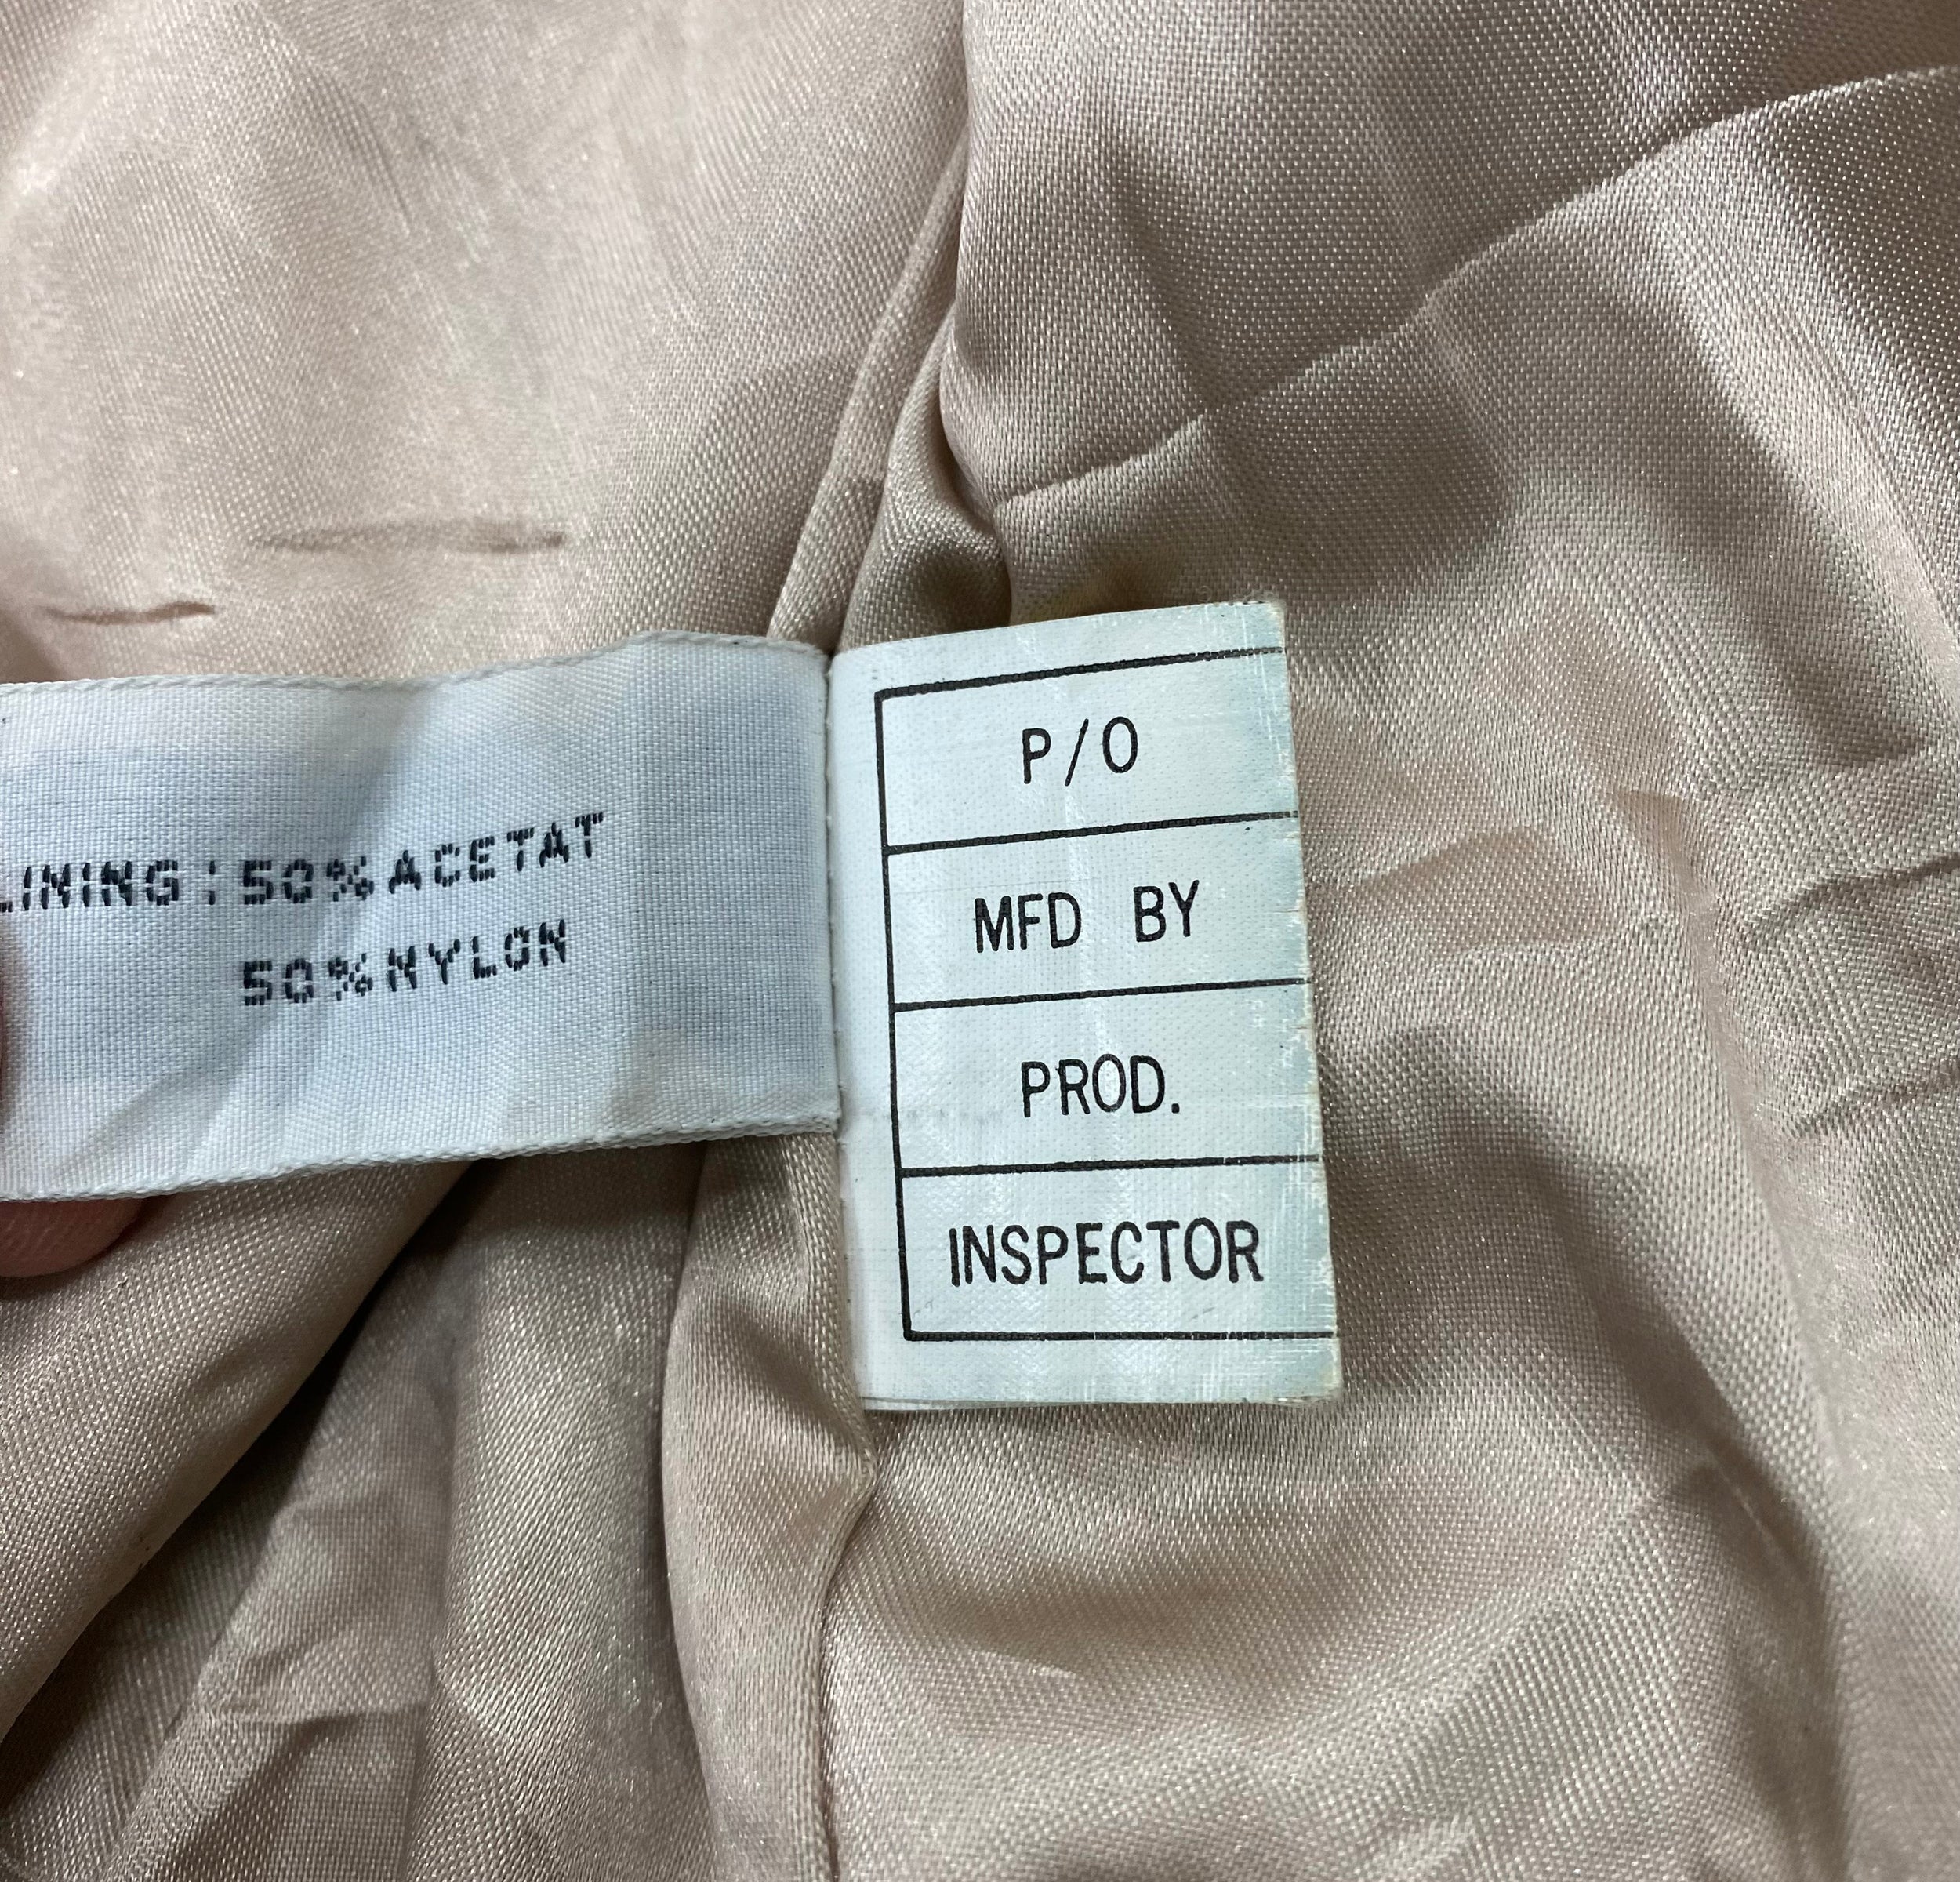 LINING : 50% ACETAT
50% NYLON
P/O
MFD BY
PROD.
INSPECTOR